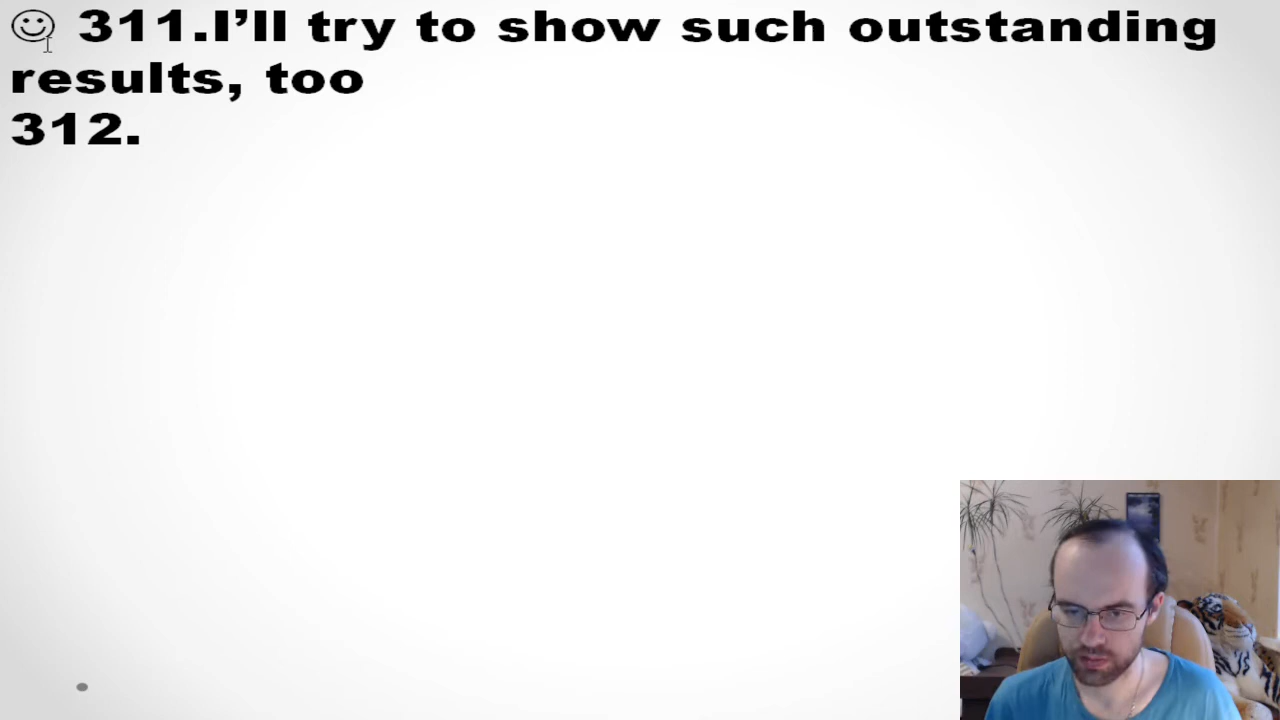 ☺ 311.I’ll try to show such outstanding
results, too
312.